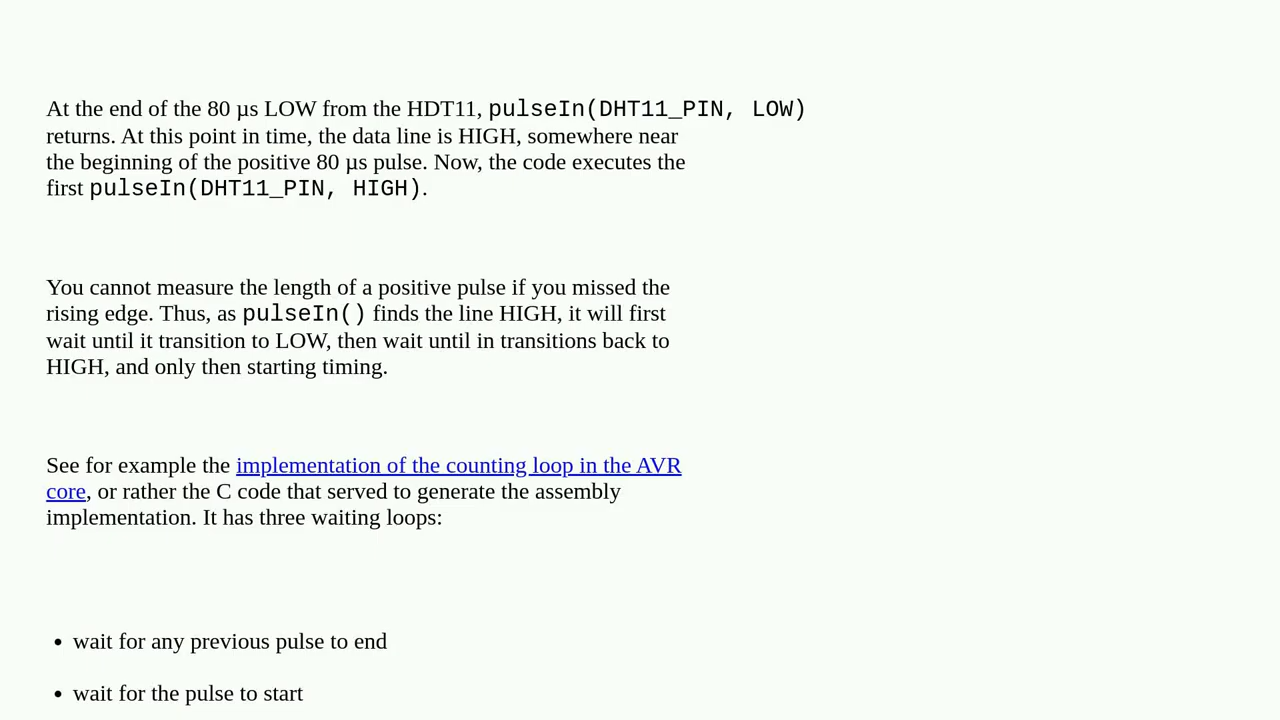 At the end of the 80 µs LOW from the HDT11, pulseIn(DHT11_PIN, LOW)
returns. At this point in time, the data line is HIGH, somewhere near
the beginning of the positive 80 µs pulse. Now, the code executes the
first pulseIn(DHT11_PIN, HIGH).
You cannot measure the length of a positive pulse if you missed the
rising edge. Thus, as pulseIn() finds the line HIGH, it will first
wait until it transition to LOW, then wait until in transitions back to
HIGH, and only then starting timing.
See for example the implementation of the counting loop in the AVR
core, or rather the C code that served to generate the assembly
implementation. It has three waiting loops:
• wait for any previous pulse to end
• wait for the pulse to start